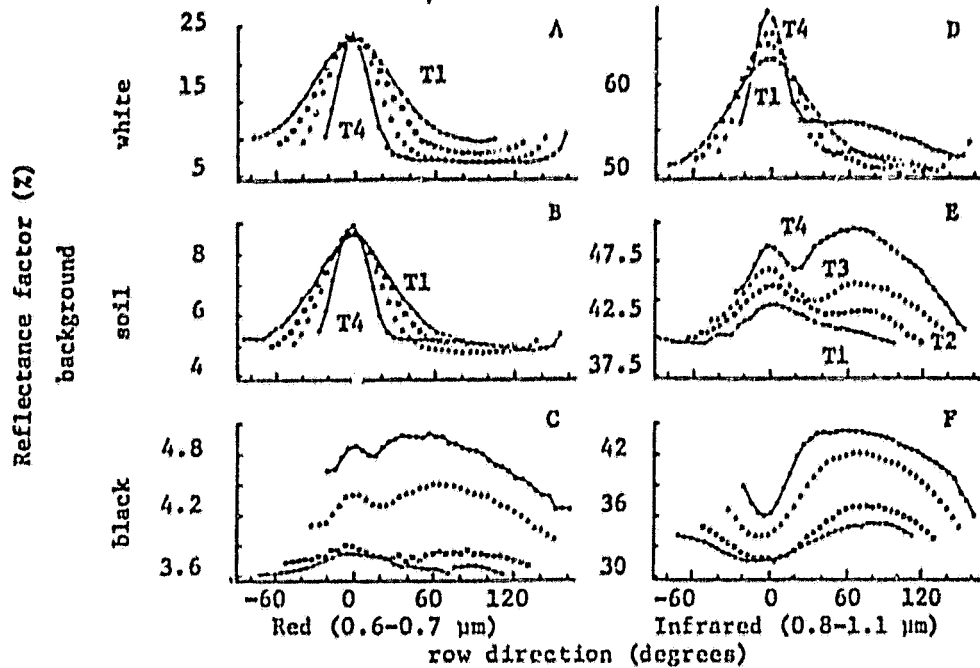 Reflectance factor (%)
background
white
soil
black
25
15
5
A
T1
T4
60
50
D
T4
T1
8
6
4
B
T1
T4
47.5
42.5
37.5
E
T4
T3
T2
T1
4.8
4.2
3.6
C
42
36
30
F
-60 0 60 120
-60 0 60 120
Red (0.6-0.7 μm)
Infrared (0.8-1.1 μm)
row direction (degrees)